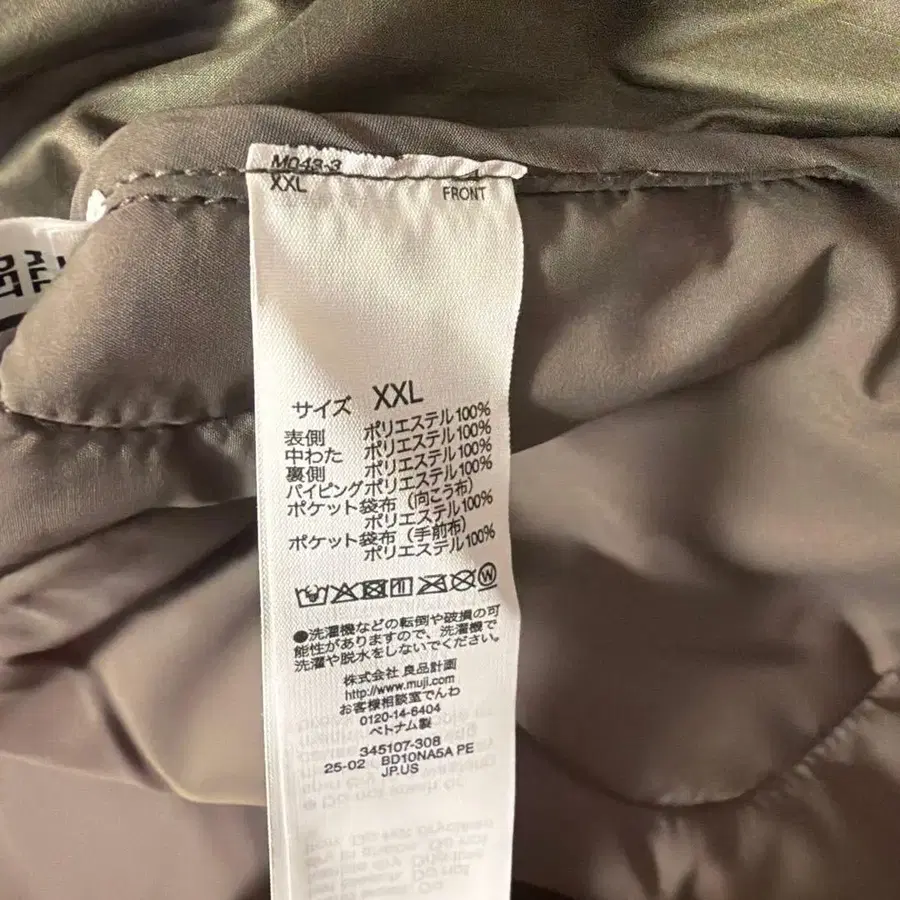 M043-3
XXL
FRONT
サイズ XXL
表側 ポリエステル100%
中わた ポリエステル100%
裏側 ポリエステル100%
パイピング ポリエステル100%
ポケット袋布 (向こう布)
ポリエステル100%
ポケット袋布 (手前布)
ポリエステル100%
W
●洗濯機などの転倒や破損の可
能性がありますので、洗濯機で
洗濯や脱水をしないでください。
株式会社 良品計画
http://www.muji.com
お客様相談室でんわ
0120-14-6404
ベトナム製
345107-308
25-02 BD10NA5A PE
JP.US